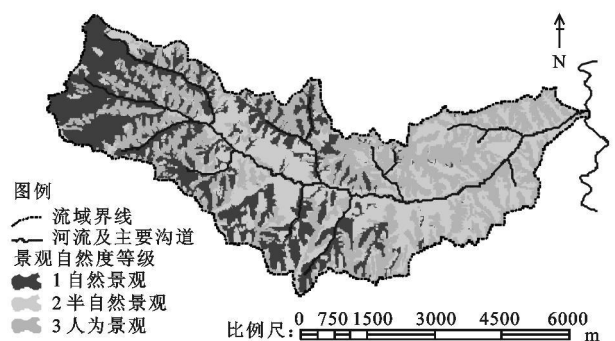 N
图例
流域界线
河流及主要沟道
景观自然度等级
1自然景观
2半自然景观
3人为景观
比例尺:
0 750 1500 3000 4500 6000
m